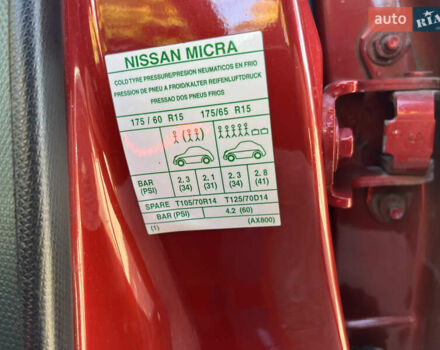 auto RIA
NISSAN MICRA
COLD TYRE PRESSURE/PRESION NEUMATICOS EN FRIO
PRESSION DE PNEU A FROID/KALTER REIFENLUFTDRUCK
PRESSAO DOS PNEUS FRIOS
175/60 R15 175/65 R15
BAR (PSI) 2.3 (34) 2.1 (31) 2.3 (34) 2.8 (41)
SPARE T105/70R14 T125/70D14
BAR (PSI) 4.2 (60)
(1) (AX800)